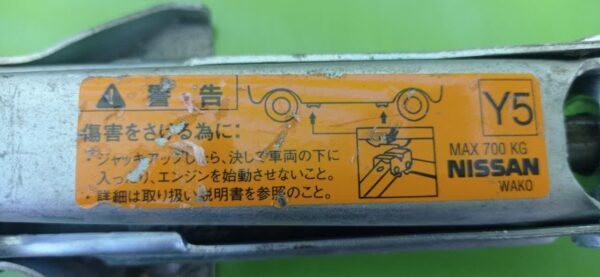 警告
傷害をさける為に:
・ジャッキアップしたら、決して車両の下に
入ったり、エンジンを始動させないこと。
・詳細は取り扱い説明書を参照のこと。
Y5
MAX 700 KG
NISSAN
WAKO